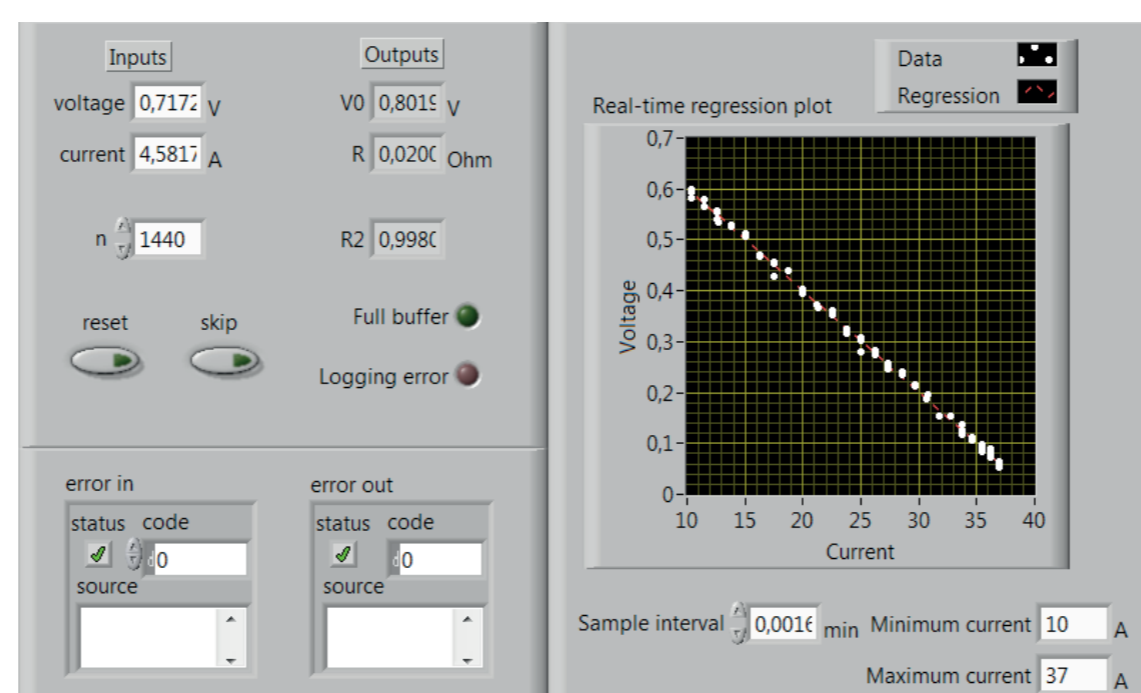 Inputs
Outputs
voltage 0,7172 V
V0 0,8019 V
current 4,5817 A
R 0,0200 Ohm
n 1440
R2 0,9980
reset
skip
Full buffer
Logging error
error in
status code
0
source
error out
status code
0
source
Data
Regression
Real-time regression plot
0,7
0,6
0,5
0,4
0,3
0,2
0,1
0
Voltage
10 15 20 25 30 35 40
Current
Sample interval 0,0016 min
Minimum current 10 A
Maximum current 37 A